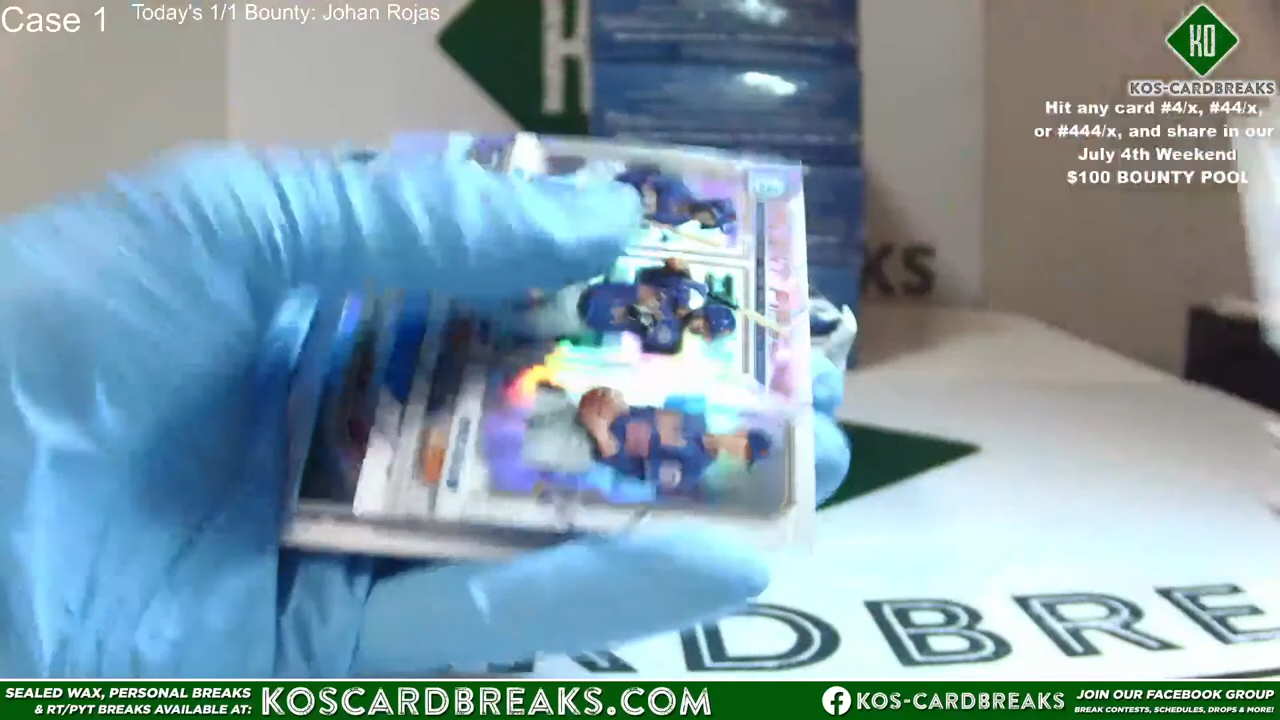 Case 1
Today's 1/1 Bounty: Johan Rojas
KO
KOS-CARDBREAKS
Hit any card #4/x, #44/x,
or #444/x, and share in our
July 4th Weekend
$100 BOUNTY POOL
KS
DBRE
SEALED WAX, PERSONAL BREAKS
& RT/PYT BREAKS AVAILABLE AT:
KOSCARDBREAKS.COM
KOS-CARDBREAKS
JOIN OUR FACEBOOK GROUP
BREAK CONTESTS, SCHEDULES, DROPS & MORE!